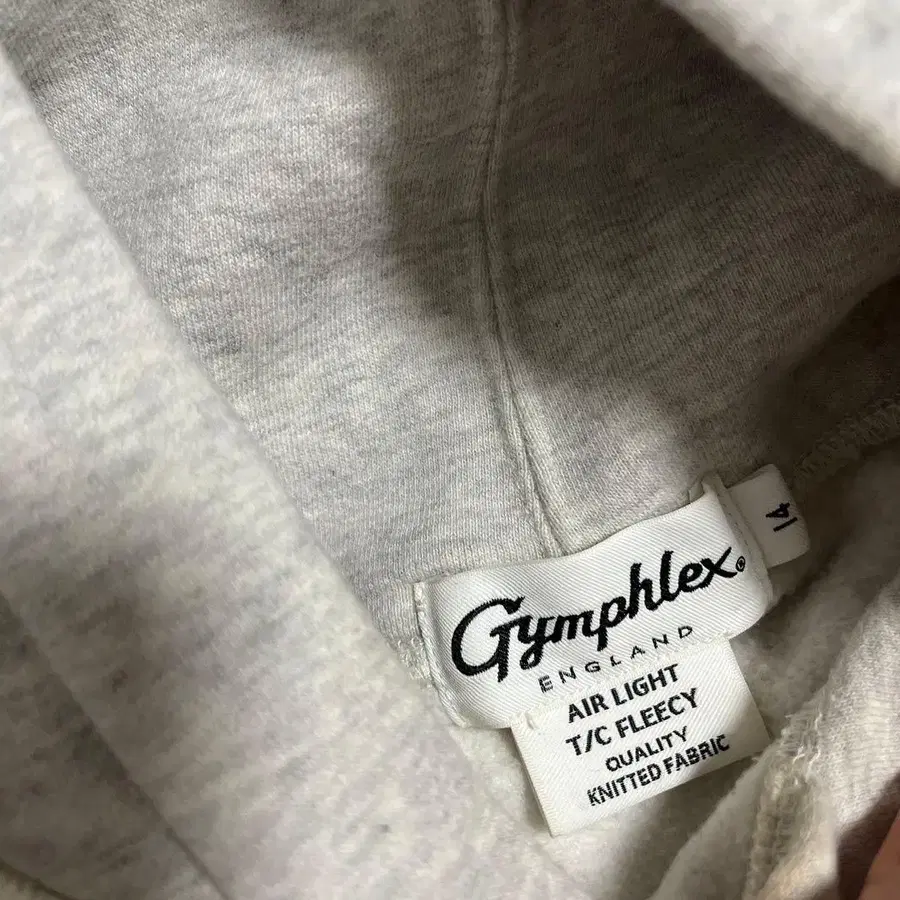 Gymphlex®
ENGLAND
14
AIR LIGHT
T/C FLEECY
QUALITY
KNITTED FABRIC